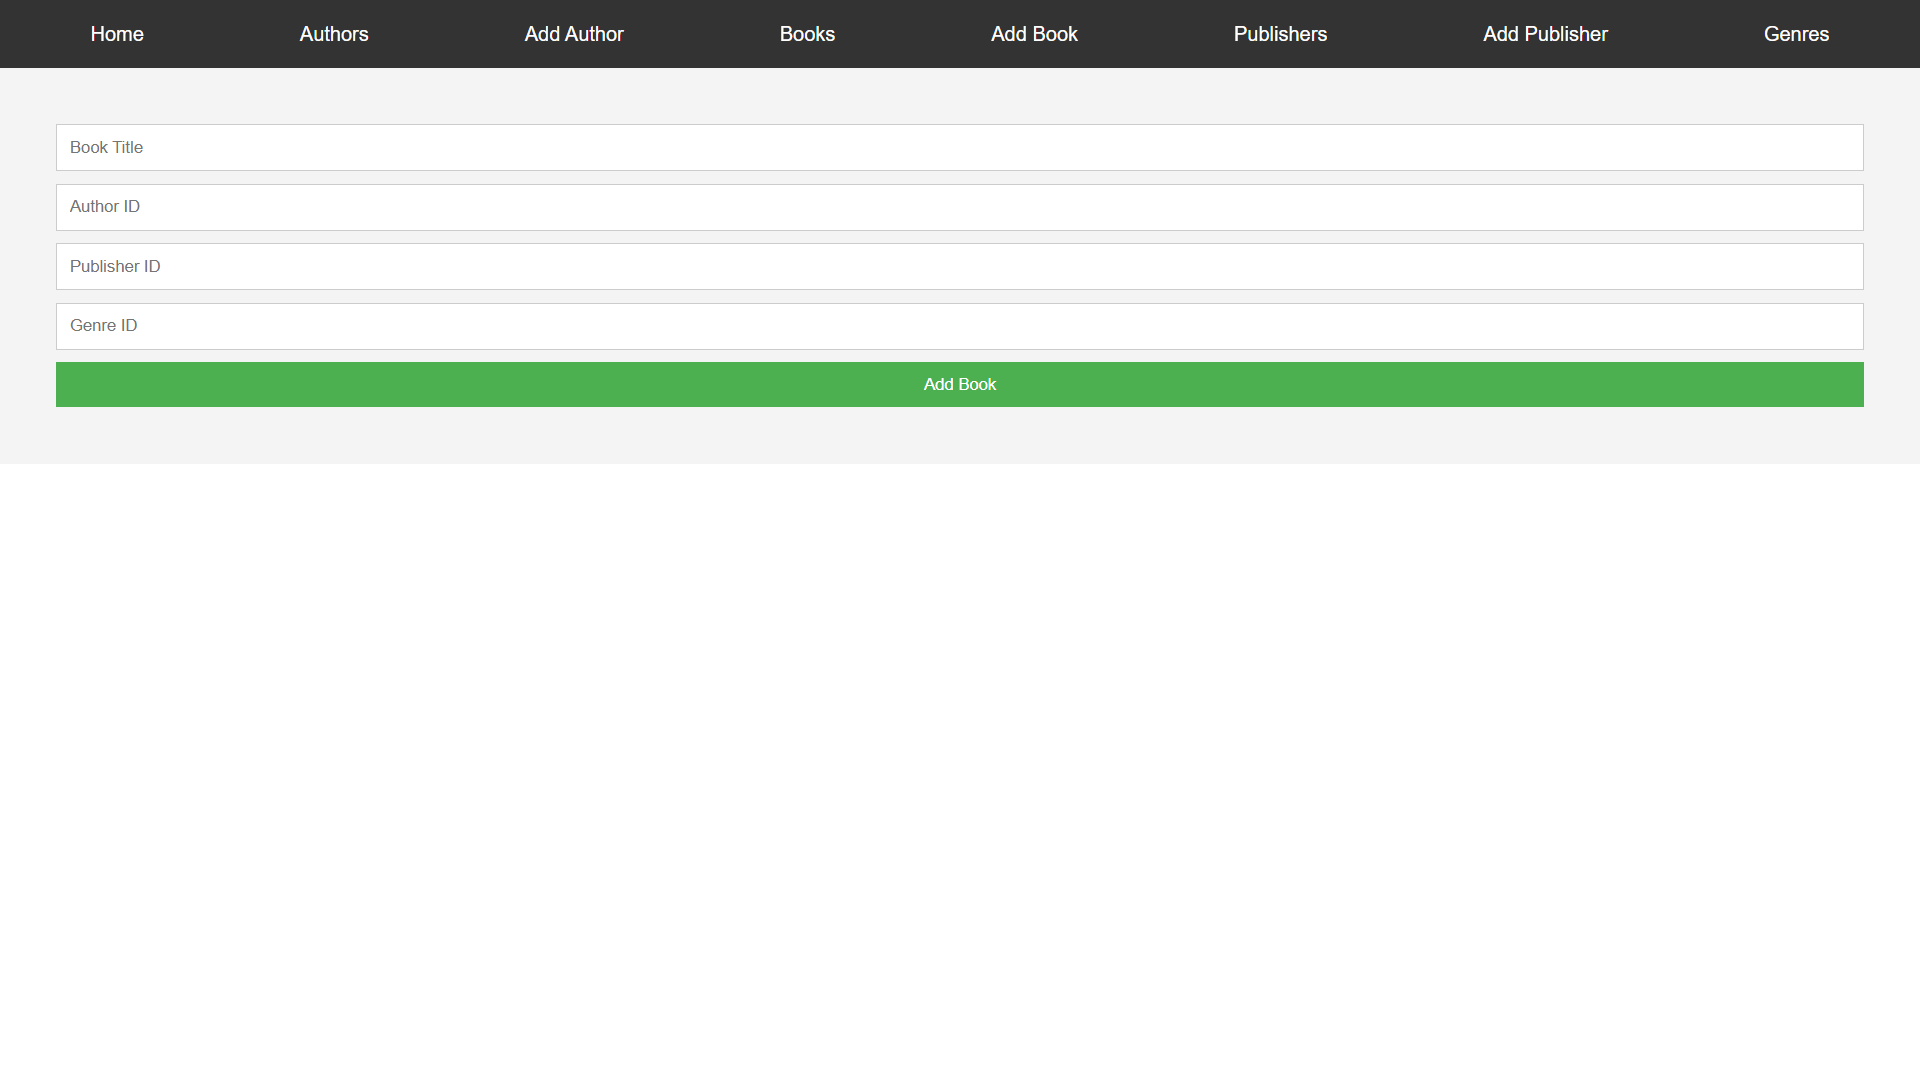 Home Authors Add Author Books Add Book Publishers Add Publisher Genres
Book Title
Author ID
Publisher ID
Genre ID
Add Book